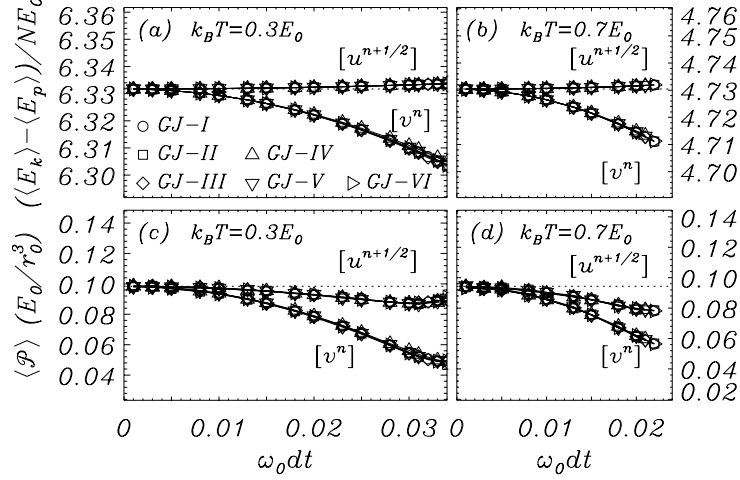 (⟨E_k⟩−⟨E_p⟩)/NE_0
6.36
6.35
6.34
6.33
6.32
6.31
6.30
(a) k_BT=0.3E_0
[u^{n+1/2}]
[v^n]
○ GJ−I
□ GJ−II △ GJ−IV
◇ GJ−III ▽ GJ−V ▷ GJ−VI
(b) k_BT=0.7E_0
[u^{n+1/2}]
[v^n]
4.76
4.75
4.74
4.73
4.72
4.71
4.70
⟨𝒫⟩ (E_0/r_0^3)
0.14
0.12
0.10
0.08
0.06
0.04
(c) k_BT=0.3E_0
[u^{n+1/2}]
[v^n]
(d) k_BT=0.7E_0
[u^{n+1/2}]
[v^n]
0.14
0.12
0.10
0.08
0.06
0.04
0.02
0 0.01 0.02 0.03 0 0.01 0.02
ω_0dt ω_0dt